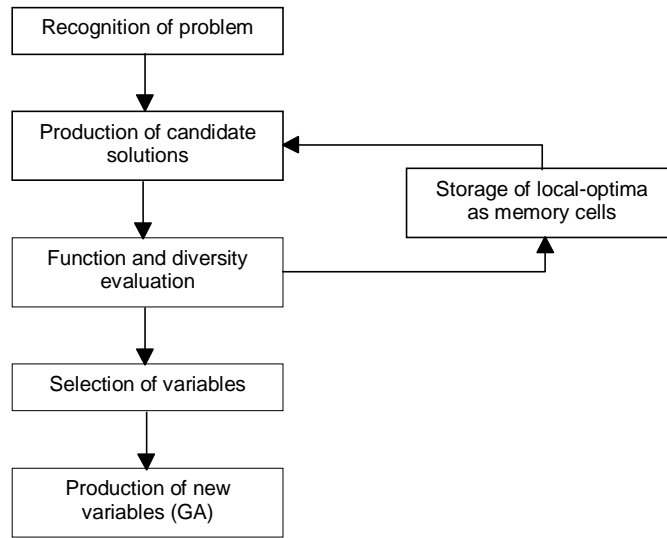 Recognition of problem
Production of candidate
solutions
Storage of local-optima
as memory cells
Function and diversity
evaluation
Selection of variables
Production of new
variables (GA)